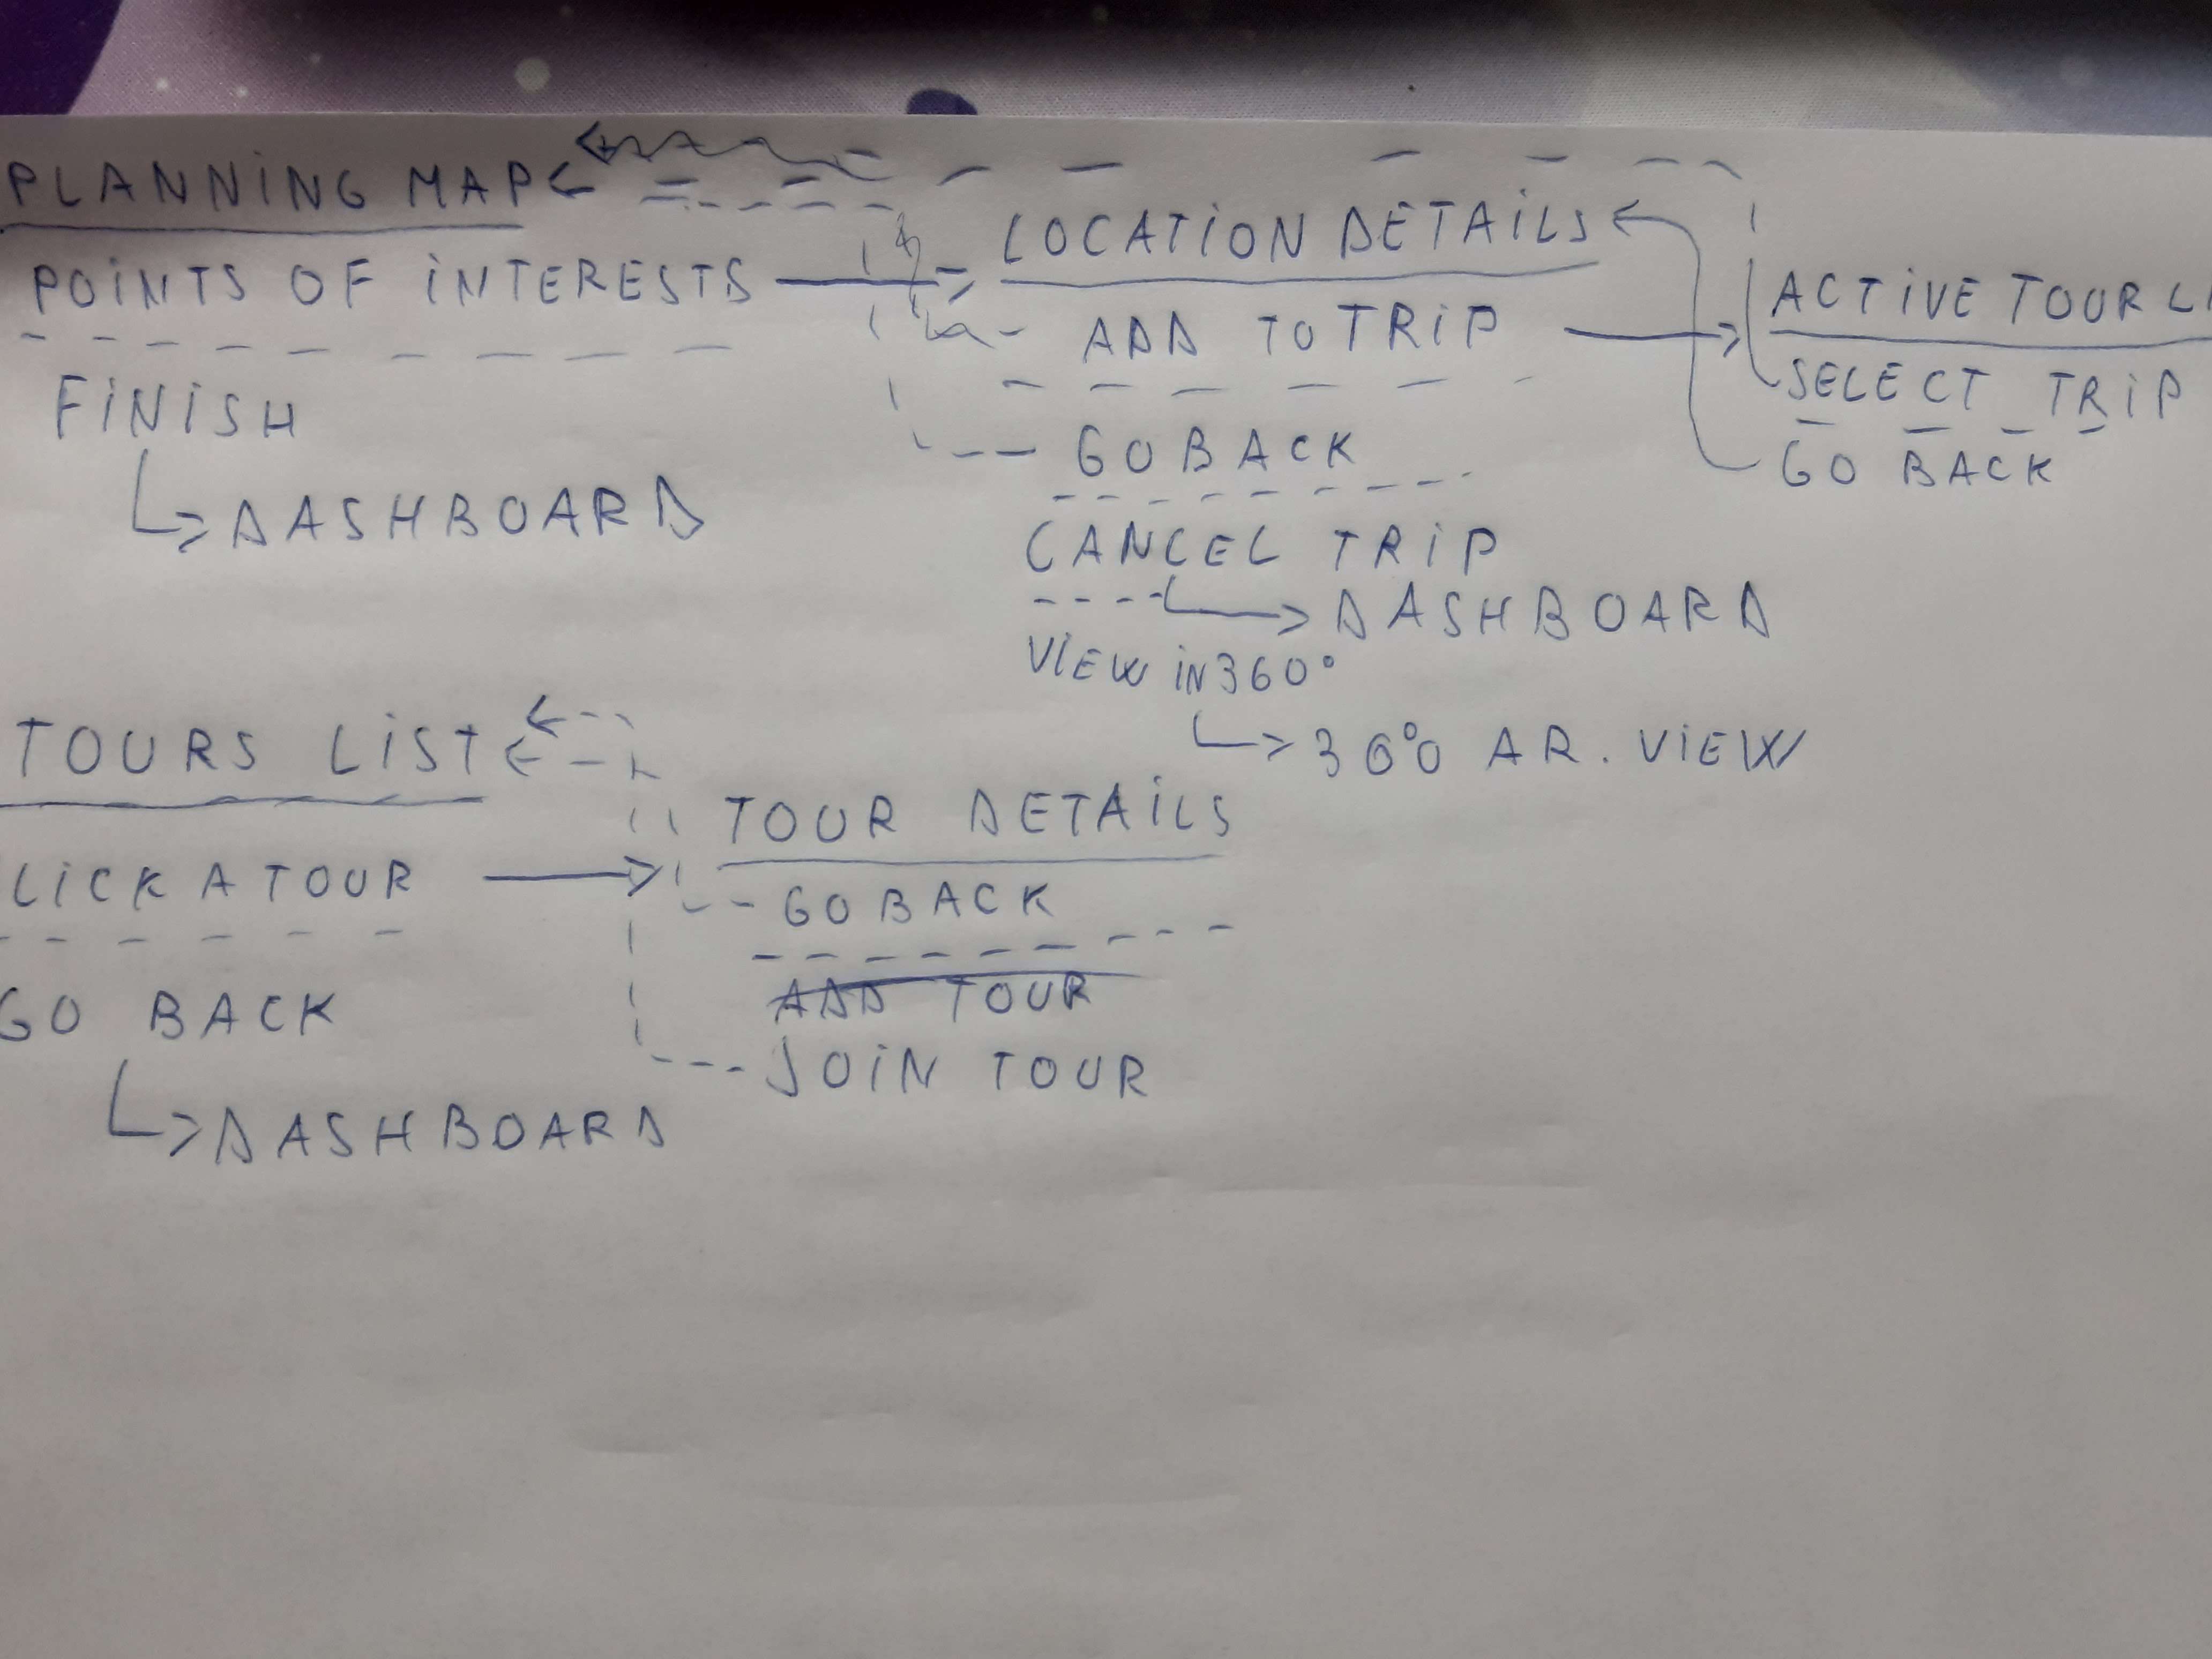 PLANNING MAP
POINTS OF INTERESTS
FINISH
DASHBOARD
LOCATION DETAILS
ADD TO TRIP
GO BACK
CANCEL TRIP
DASHBOARD
VIEW IN 360°
360° AR. VIEW
ACTIVE TOUR LI
SELECT TRIP
GO BACK
TOURS LIST
LICK A TOUR
GO BACK
DASHBOARD
TOUR DETAILS
GO BACK
ADD TOUR
JOIN TOUR